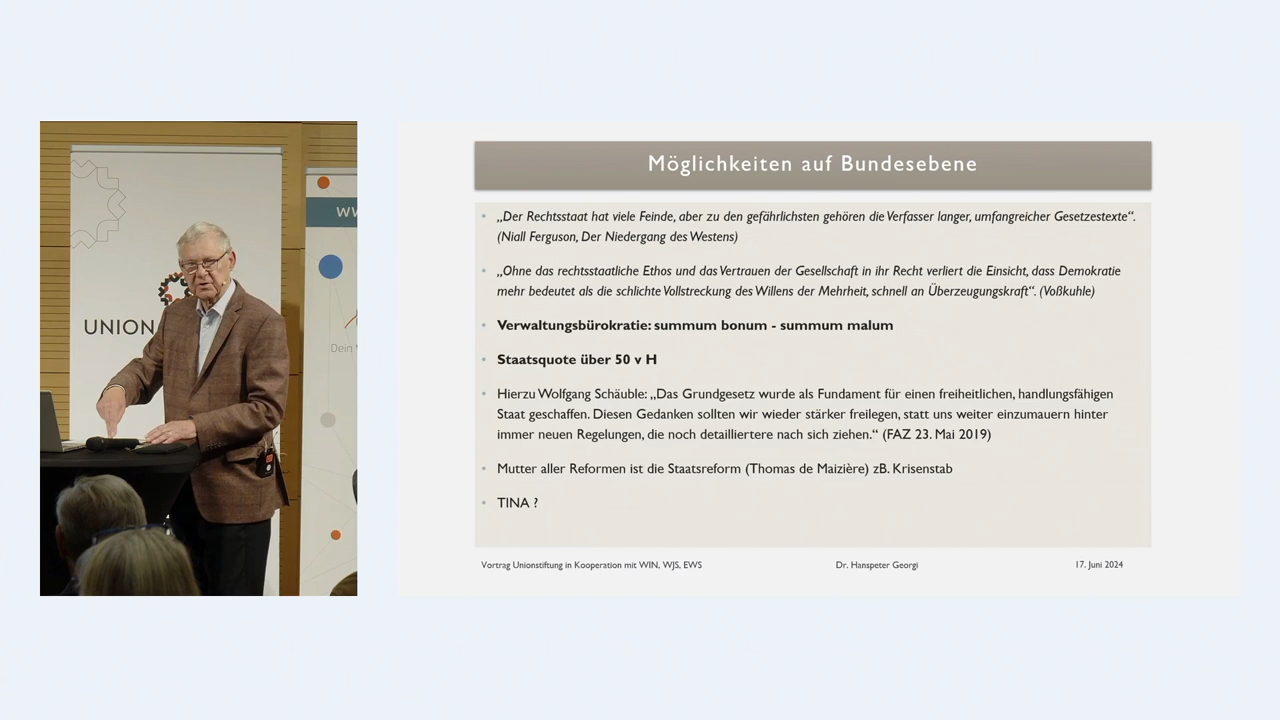 UNION
WW
Dein
Möglichkeiten auf Bundesebene
• „Der Rechtsstaat hat viele Feinde, aber zu den gefährlichsten gehören die Verfasser langer, umfangreicher Gesetzestexte“.
(Niall Ferguson, Der Niedergang des Westens)
• „Ohne das rechtsstaatliche Ethos und das Vertrauen der Gesellschaft in ihr Recht verliert die Einsicht, dass Demokratie
mehr bedeutet als die schlichte Vollstreckung des Willens der Mehrheit, schnell an Überzeugungskraft“. (Voßkuhle)
• Verwaltungsbürokratie: summum bonum - summum malum
• Staatsquote über 50 v H
• Hierzu Wolfgang Schäuble: „Das Grundgesetz wurde als Fundament für einen freiheitlichen, handlungsfähigen
Staat geschaffen. Diesen Gedanken sollten wir wieder stärker freilegen, statt uns weiter einzumauern hinter
immer neuen Regelungen, die noch detailliertere nach sich ziehen.“ (FAZ 23. Mai 2019)
• Mutter aller Reformen ist die Staatsreform (Thomas de Maizière) zB. Krisenstab
• TINA ?
Vortrag Unionstiftung in Kooperation mit WIN, WJS, EWS
Dr. Hanspeter Georgi
17. Juni 2024